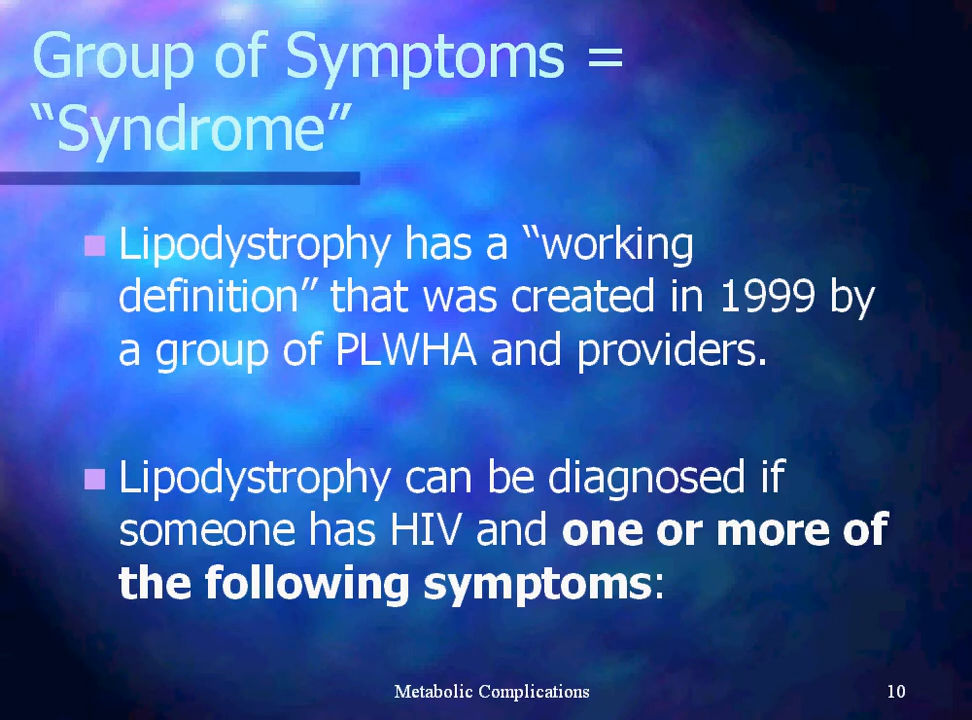 Group of Symptoms =
“Syndrome”
Lipodystrophy has a “working
definition” that was created in 1999 by
a group of PLWHA and providers.
Lipodystrophy can be diagnosed if
someone has HIV and one or more of
the following symptoms:
Metabolic Complications
10